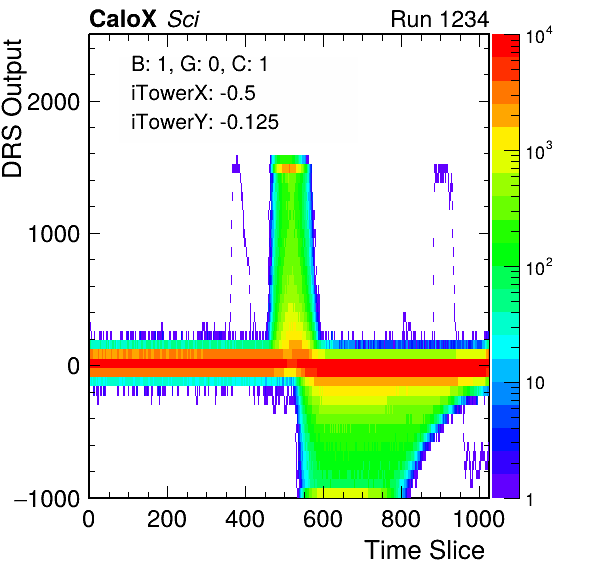 CaloX Sci Run 1234
B: 1, G: 0, C: 1
iTowerX: -0.5
iTowerY: -0.125
DRS Output
2000
1000
0
−1000
0 200 400 600 800 1000
Time Slice
10^4
10^3
10^2
10
1